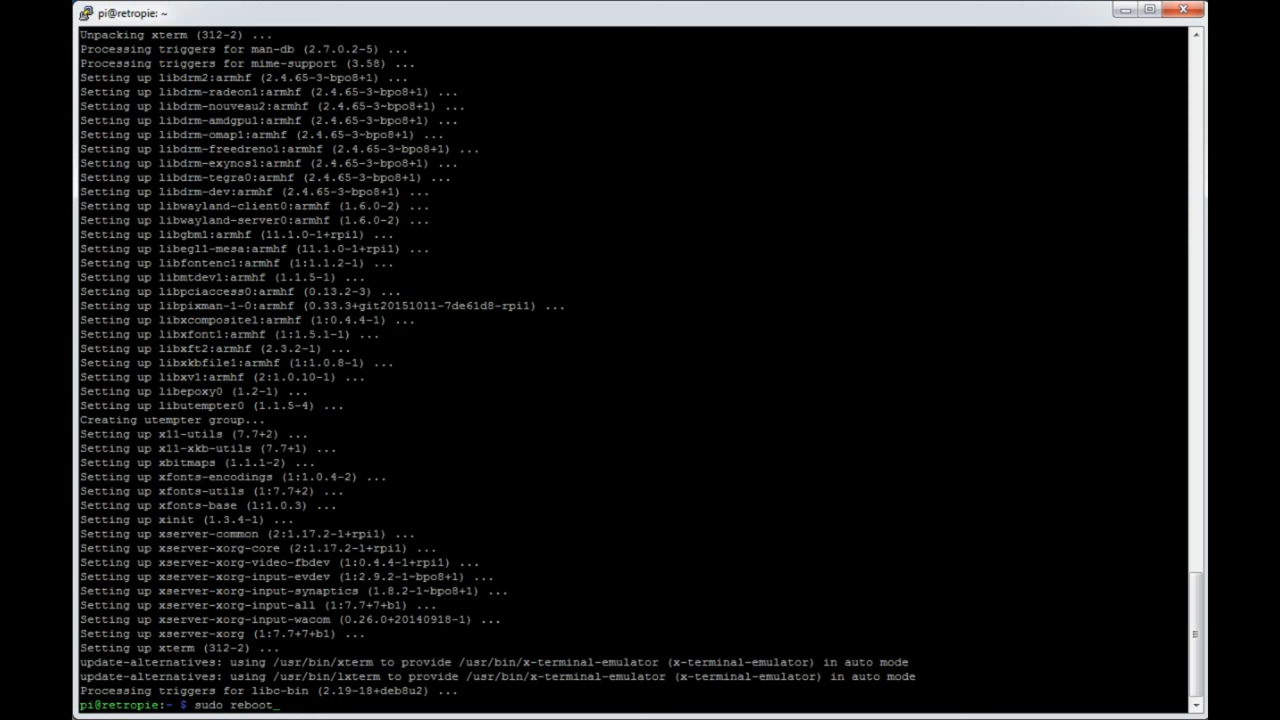 pi@retropie: ~
Unpacking xterm (312-2) ...
Processing triggers for man-db (2.7.0.2-5) ...
Processing triggers for mime-support (3.58) ...
Setting up libdrm2:armhf (2.4.65-3~bpo8+1) ...
Setting up libdrm-radeon1:armhf (2.4.65-3~bpo8+1) ...
Setting up libdrm-nouveau2:armhf (2.4.65-3~bpo8+1) ...
Setting up libdrm-amdgpu1:armhf (2.4.65-3~bpo8+1) ...
Setting up libdrm-omap1:armhf (2.4.65-3~bpo8+1) ...
Setting up libdrm-freedreno1:armhf (2.4.65-3~bpo8+1) ...
Setting up libdrm-exynos1:armhf (2.4.65-3~bpo8+1) ...
Setting up libdrm-tegra0:armhf (2.4.65-3~bpo8+1) ...
Setting up libdrm-dev:armhf (2.4.65-3~bpo8+1) ...
Setting up libwayland-client0:armhf (1.6.0-2) ...
Setting up libwayland-server0:armhf (1.6.0-2) ...
Setting up libgbm1:armhf (11.1.0-1+rpi1) ...
Setting up libegl1-mesa:armhf (11.1.0-1+rpi1) ...
Setting up libfontenc1:armhf (1:1.1.2-1) ...
Setting up libmtdev1:armhf (1.1.5-1) ...
Setting up libpciaccess0:armhf (0.13.2-3) ...
Setting up libpixman-1-0:armhf (0.33.3+git20151011-7de61d8-rpi1) ...
Setting up libxcomposite1:armhf (1:0.4.4-1) ...
Setting up libxfont1:armhf (1:1.5.1-1) ...
Setting up libxft2:armhf (2.3.2-1) ...
Setting up libxkbfile1:armhf (1:1.0.8-1) ...
Setting up libxv1:armhf (2:1.0.10-1) ...
Setting up libepoxy0 (1.2-1) ...
Setting up libutempter0 (1.1.5-4) ...
Creating utempter group...
Setting up x11-utils (7.7+2) ...
Setting up x11-xkb-utils (7.7+1) ...
Setting up xbitmaps (1.1.1-2) ...
Setting up xfonts-encodings (1:1.0.4-2) ...
Setting up xfonts-utils (1:7.7+2) ...
Setting up xfonts-base (1:1.0.3) ...
Setting up xinit (1.3.4-1) ...
Setting up xserver-common (2:1.17.2-1+rpi1) ...
Setting up xserver-xorg-core (2:1.17.2-1+rpi1) ...
Setting up xserver-xorg-video-fbdev (1:0.4.4-1+rpi1) ...
Setting up xserver-xorg-input-evdev (1:2.9.2-1~bpo8+1) ...
Setting up xserver-xorg-input-synaptics (1.8.2-1~bpo8+1) ...
Setting up xserver-xorg-input-all (1:7.7+7+b1) ...
Setting up xserver-xorg-input-wacom (0.26.0+20140918-1) ...
Setting up xserver-xorg (1:7.7+7+b1) ...
Setting up xterm (312-2) ...
update-alternatives: using /usr/bin/xterm to provide /usr/bin/x-terminal-emulator (x-terminal-emulator) in auto mode
update-alternatives: using /usr/bin/lxterm to provide /usr/bin/x-terminal-emulator (x-terminal-emulator) in auto mode
Processing triggers for libc-bin (2.19-18+deb8u2) ...
pi@retropie:~ $ sudo reboot_